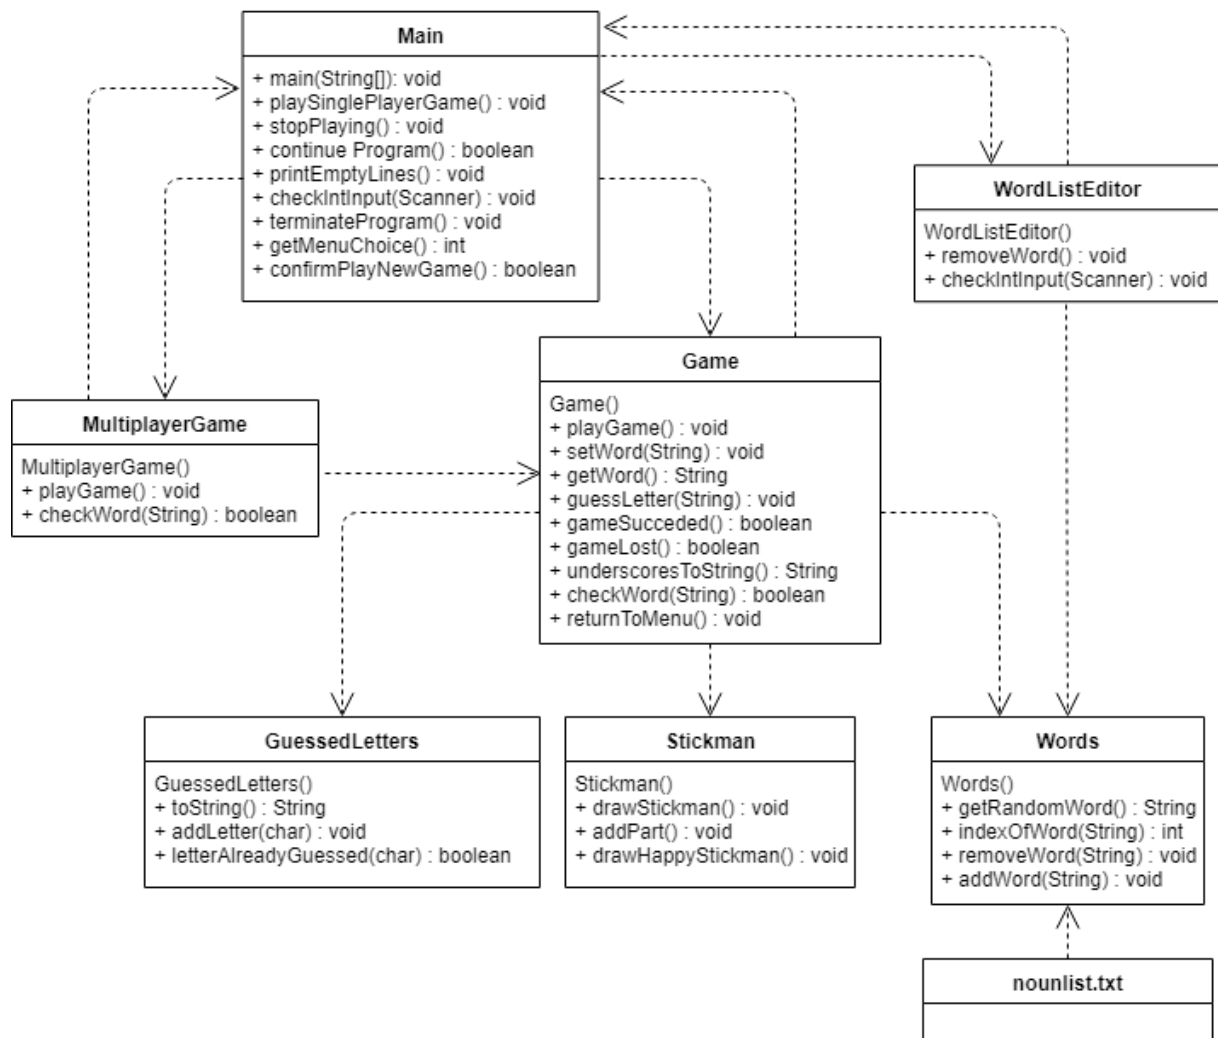 Main
+ main(String[]): void
+ playSinglePlayerGame() : void
+ stopPlaying() : void
+ continue Program() : boolean
+ printEmptyLines() : void
+ checkIntInput(Scanner) : void
+ terminateProgram() : void
+ getMenuChoice() : int
+ confirmPlayNewGame() : boolean
WordListEditor
WordListEditor()
+ removeWord() : void
+ checkIntInput(Scanner) : void
Game
Game()
+ playGame() : void
+ setWord(String) : void
+ getWord() : String
+ guessLetter(String) : void
+ gameSucceded() : boolean
+ gameLost() : boolean
+ underscoresToString() : String
+ checkWord(String) : boolean
+ returnToMenu() : void
MultiplayerGame
MultiplayerGame()
+ playGame() : void
+ checkWord(String) : boolean
GuessedLetters
GuessedLetters()
+ toString() : String
+ addLetter(char) : void
+ letterAlreadyGuessed(char) : boolean
Stickman
Stickman()
+ drawStickman() : void
+ addPart() : void
+ drawHappyStickman() : void
Words
Words()
+ getRandomWord() : String
+ indexOfWord(String) : int
+ removeWord(String) : void
+ addWord(String) : void
nounlist.txt